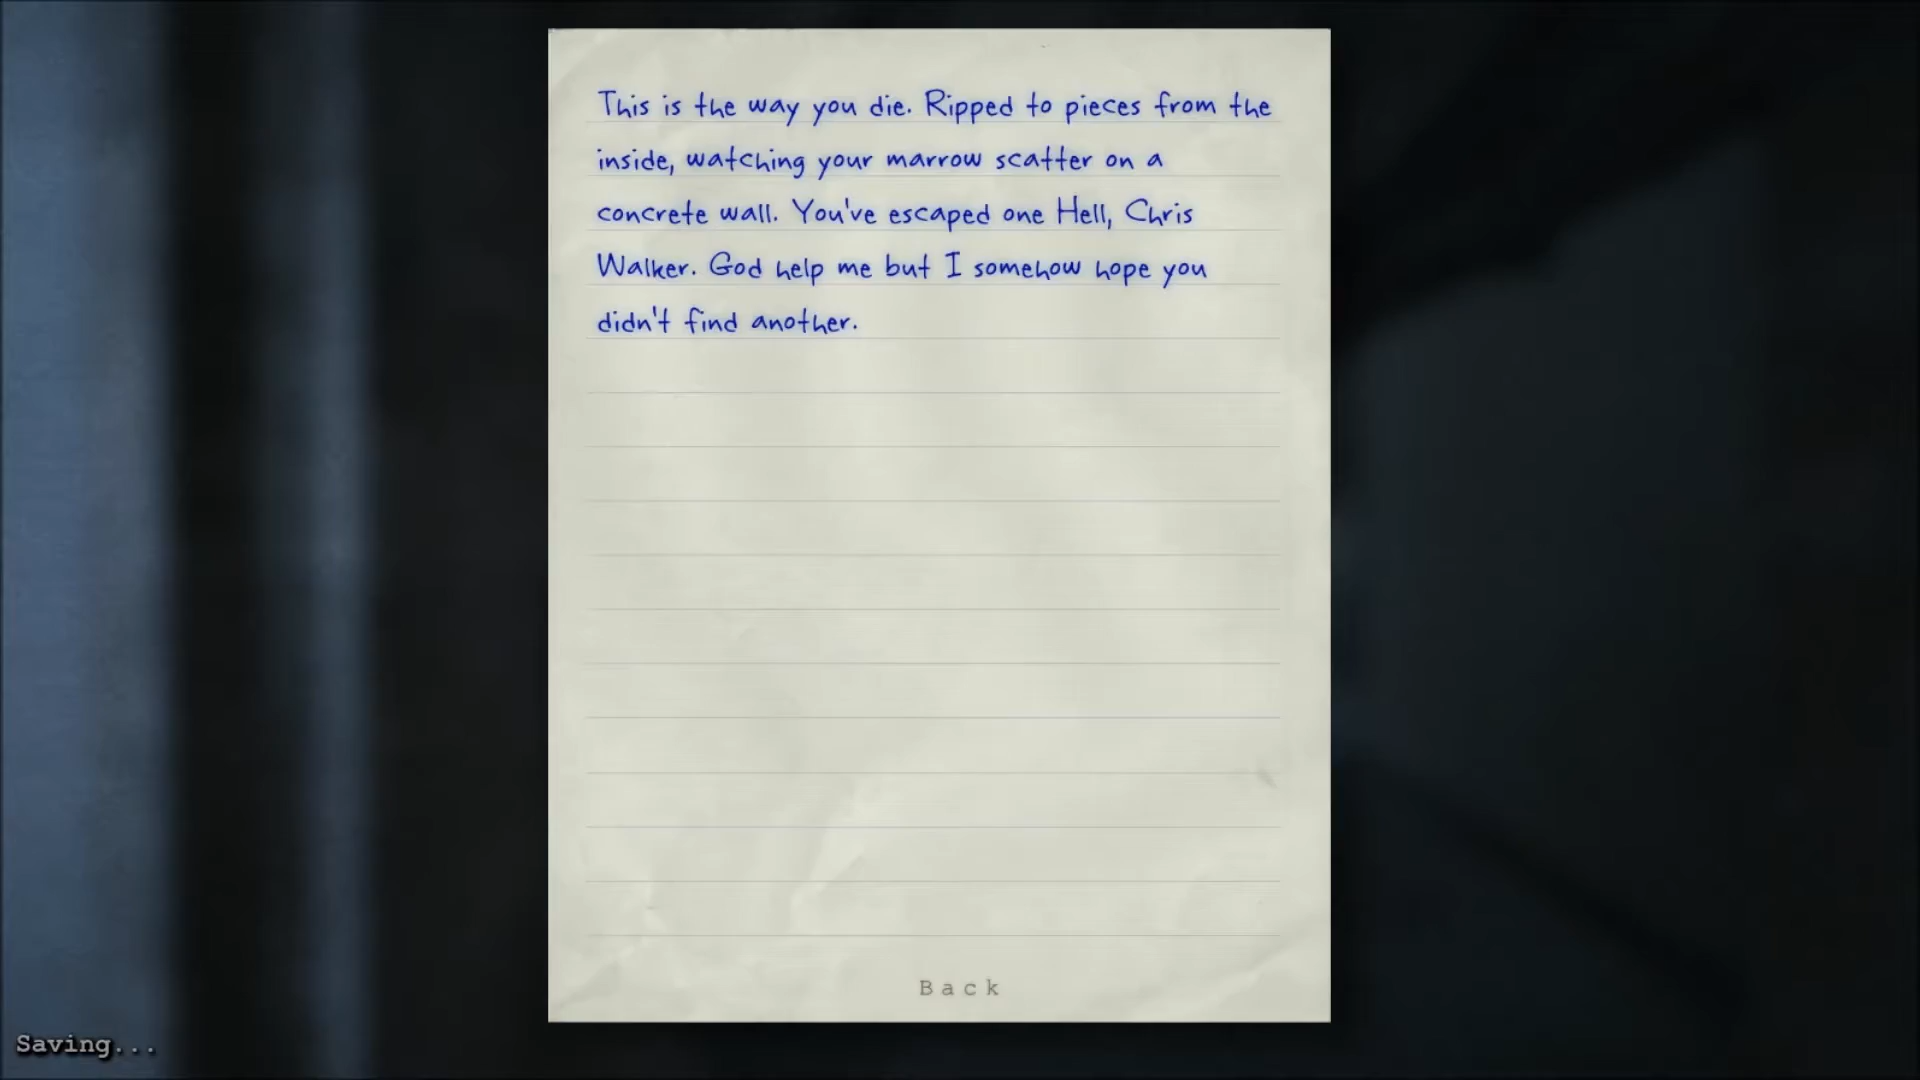 This is the way you die. Ripped to pieces from the
inside, watching your marrow scatter on a
concrete wall. You've escaped one Hell, Chris
Walker. God help me but I somehow hope you
didn't find another.
Back
Saving...